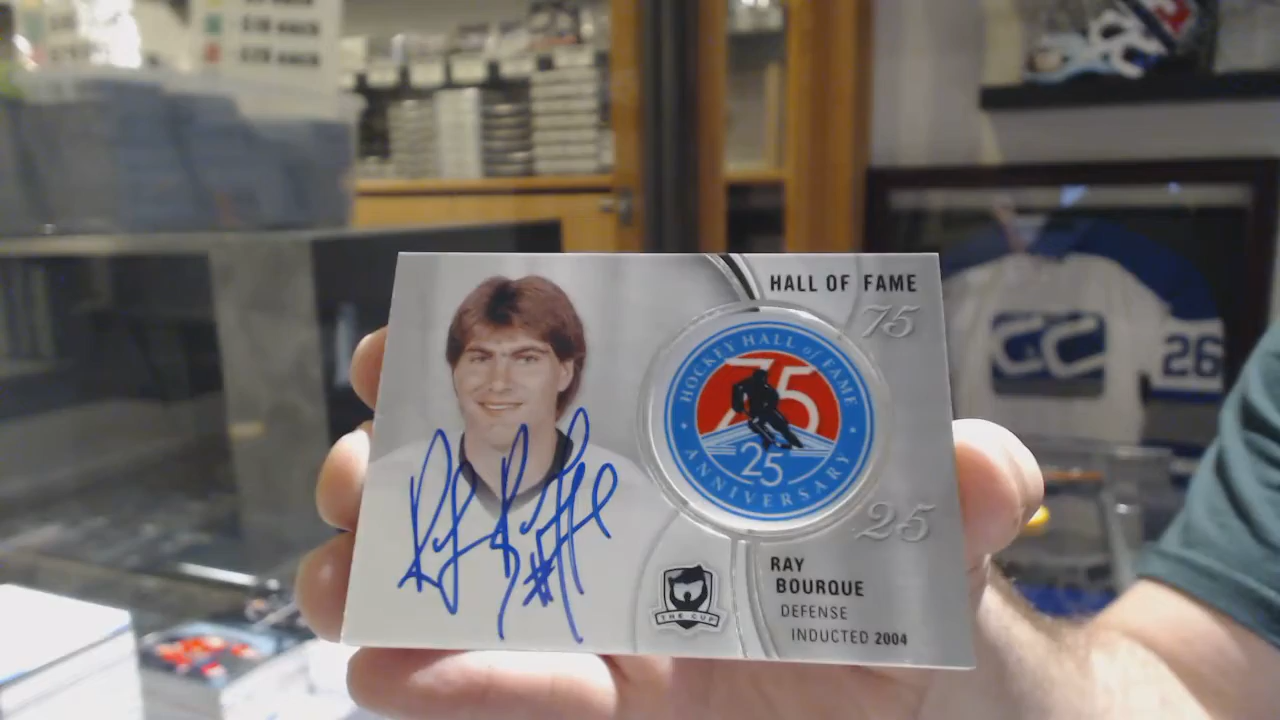 HALL OF FAME
75
HOCKEY HALL of FAME
75
25
ANNIVERSARY
25
THE CUP
RAY
BOURQUE
DEFENSE
INDUCTED 2004
26